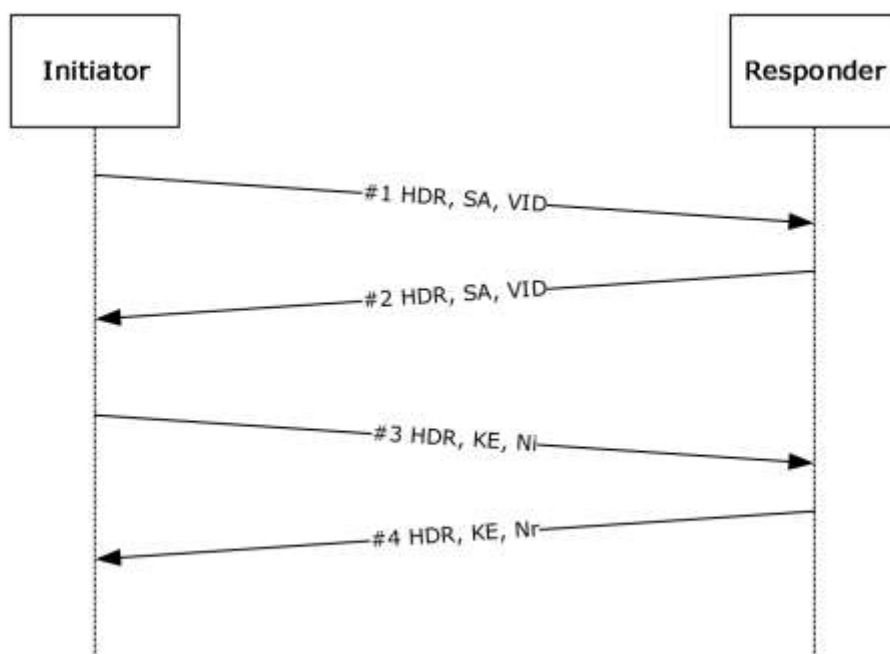 Initiator
Responder
#1 HDR, SA, VID
#2 HDR, SA, VID
#3 HDR, KE, Ni
#4 HDR, KE, Nr